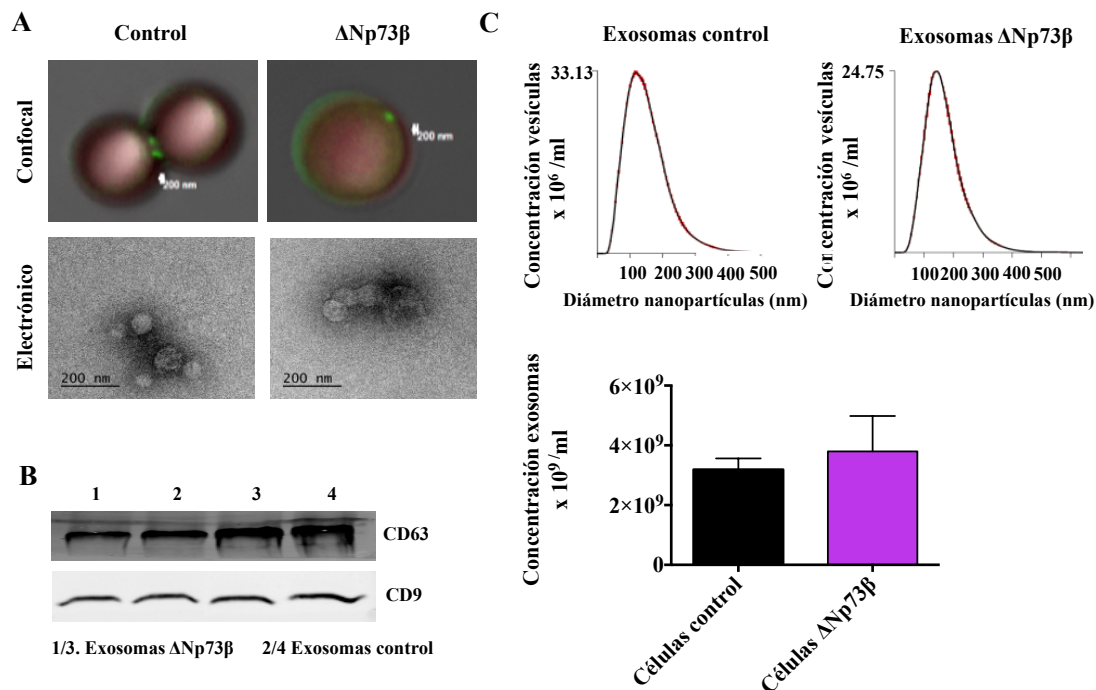 A
Control
ΔNp73β
Confocal
200 nm
200 nm
Electrónico
200 nm
200 nm
B
1 2 3 4
CD63
CD9
1/3. Exosomas ΔNp73β 2/4 Exosomas control
C
Exosomas control
33.13
Concentración vesículas
x 10⁶ /ml
100 200 300 400 500
Diámetro nanopartículas (nm)
Exosomas ΔNp73β
24.75
Concentración vesículas
x 10⁶ /ml
100 200 300 400 500
Diámetro nanopartículas (nm)
Concentración exosomas
x 10⁹/ml
6×10⁹
4×10⁹
2×10⁹
0
Células control
Células ΔNp73β